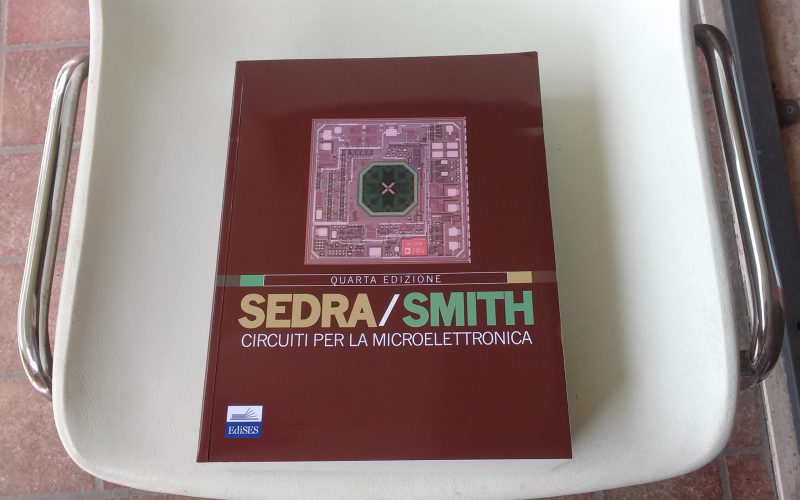 QUARTA EDIZIONE
SEDRA/SMITH
CIRCUITI PER LA MICROELETTRONICA
EdiSES